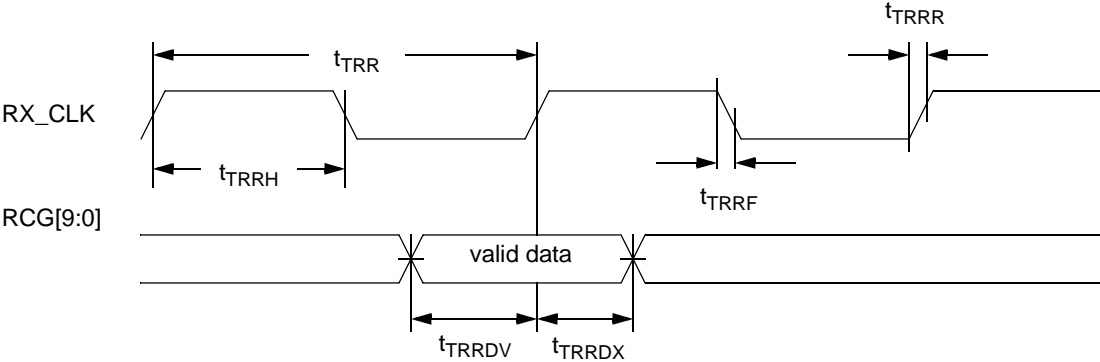 tTRRR
tTRR
RX_CLK
tTRRH
tTRRF
RCG[9:0]
valid data
tTRRDV tTRRDX